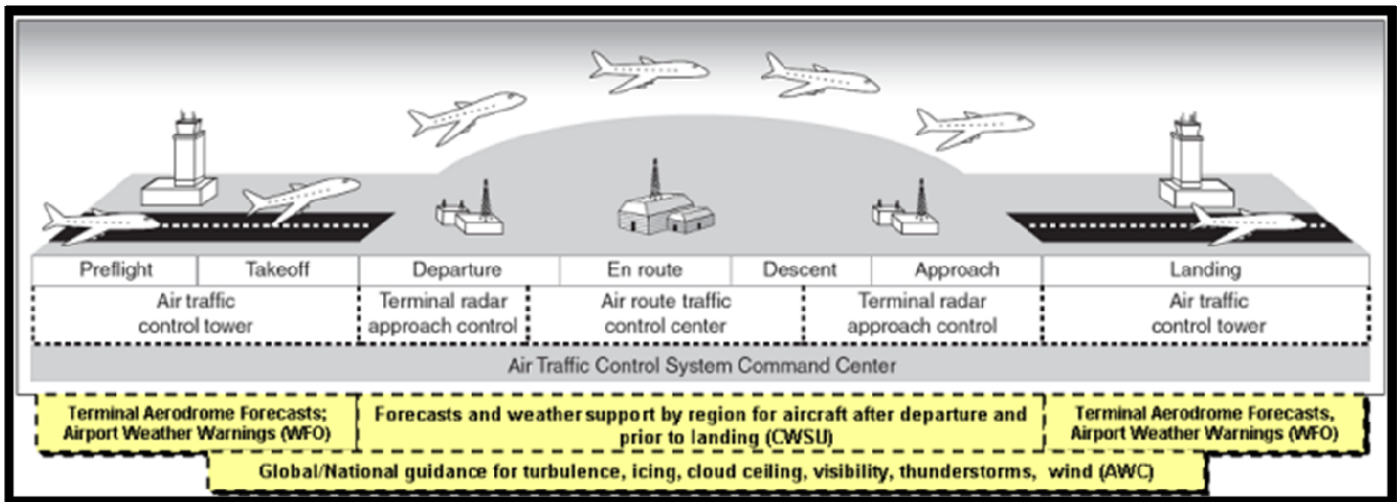 Preflight
Takeoff
Departure
En route
Descent
Approach
Landing
Air traffic
control tower
Terminal radar
approach control
Air route traffic
control center
Terminal radar
approach control
Air traffic
control tower
Air Traffic Control System Command Center
Terminal Aerodrome Forecasts;
Airport Weather Warnings (WFO)
Forecasts and weather support by region for aircraft after departure and
prior to landing (CWSU)
Terminal Aerodrome Forecasts,
Airport Weather Warnings (WFO)
Global/National guidance for turbulence, icing, cloud ceiling, visibility, thunderstorms, wind (AWC)